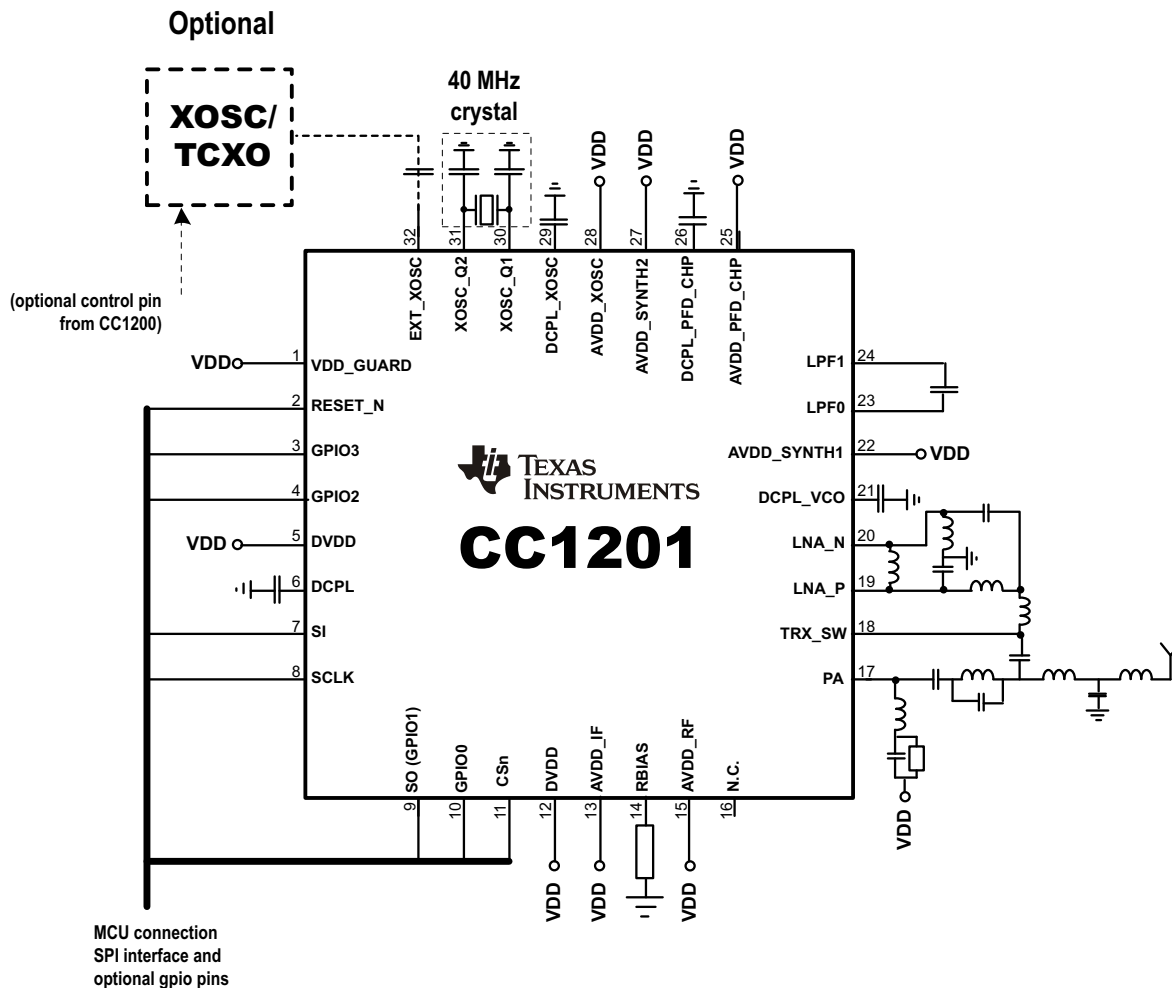 Optional
XOSC/
TCXO
40 MHz
crystal
(optional control pin
from CC1200)
VDD
VDD
VDD
32
31
30
29
28
27
26
25
EXT_XOSC
XOSC_Q2
XOSC_Q1
DCPL_XOSC
AVDD_XOSC
AVDD_SYNTH2
DCPL_PFD_CHP
AVDD_PFD_CHP
VDD
1
VDD_GUARD
2
RESET_N
3
GPIO3
4
GPIO2
VDD
5
DVDD
6
DCPL
7
SI
8
SCLK
LPF1
24
LPF0
23
AVDD_SYNTH1
22
VDD
DCPL_VCO
21
LNA_N
20
LNA_P
19
TRX_SW
18
PA
17
VDD
TEXAS
INSTRUMENTS
CC1201
SO (GPIO1)
GPIO0
CSn
DVDD
AVDD_IF
RBIAS
AVDD_RF
N.C.
9
10
11
12
13
14
15
16
VDD
VDD
VDD
MCU connection
SPI interface and
optional gpio pins